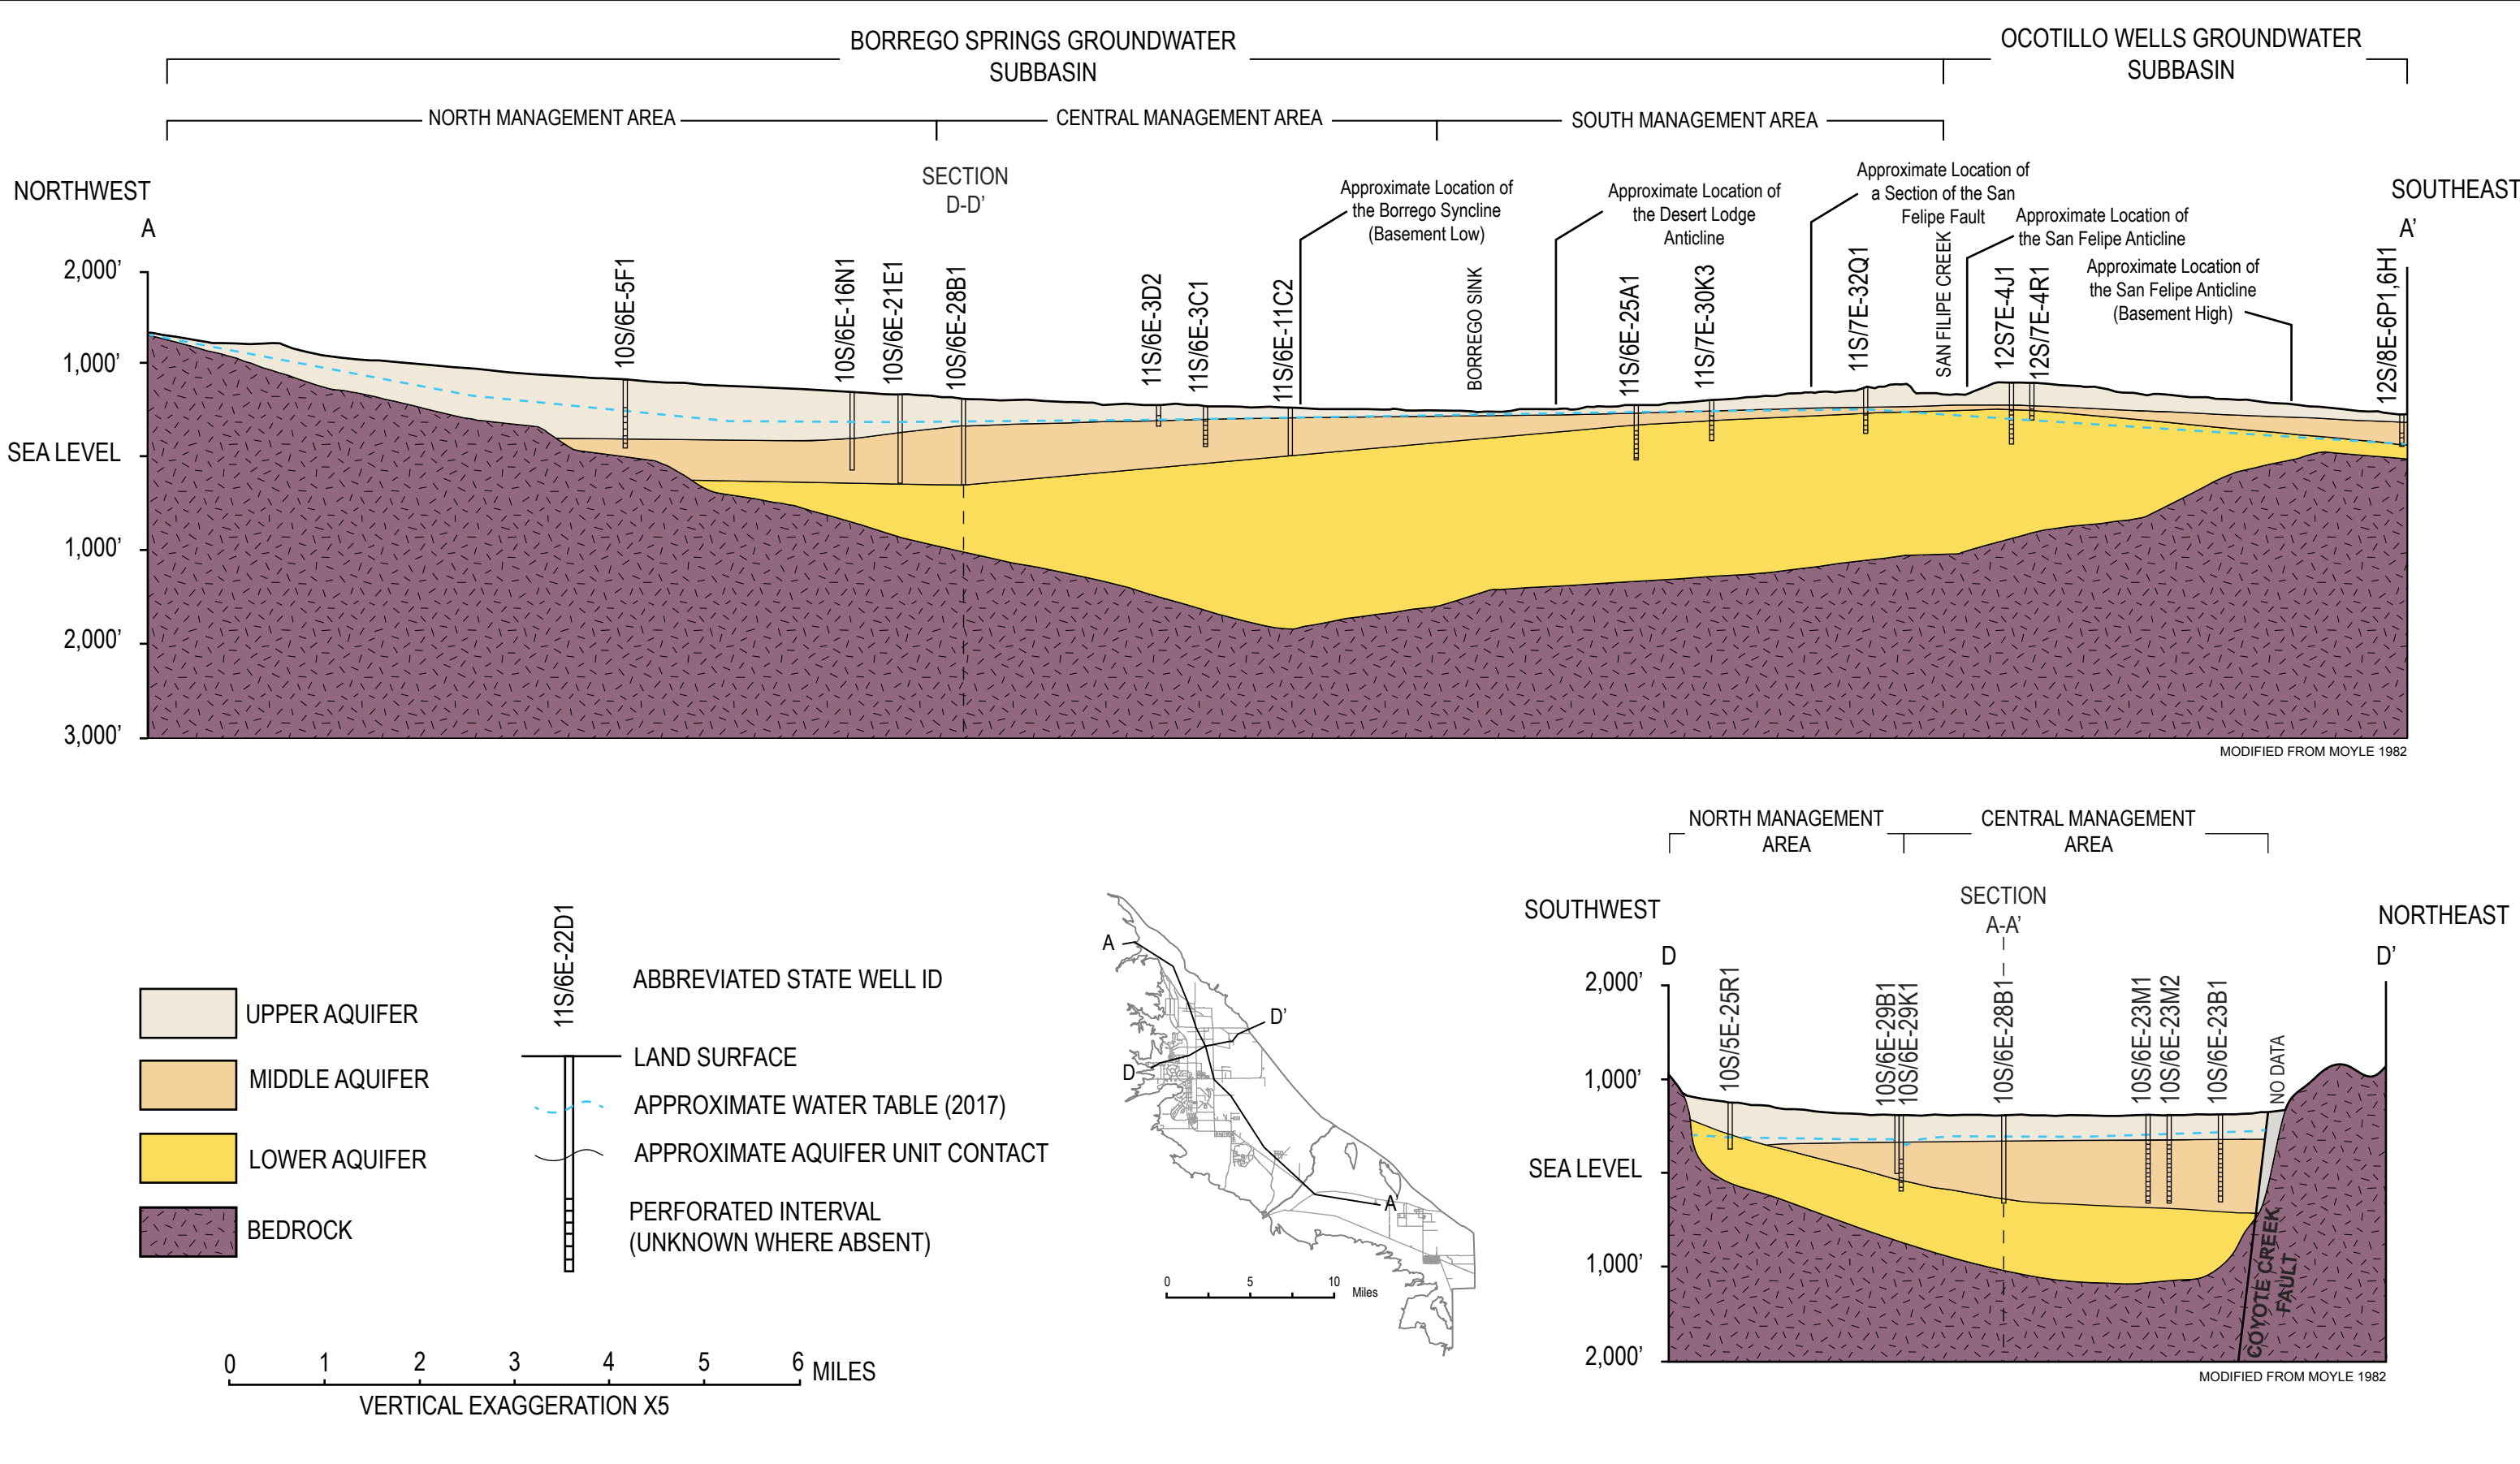 BORREGO SPRINGS GROUNDWATER
SUBBASIN
OCOTILLO WELLS GROUNDWATER
SUBBASIN
NORTH MANAGEMENT AREA
CENTRAL MANAGEMENT AREA
SOUTH MANAGEMENT AREA
NORTHWEST
A
SECTION
D-D’
Approximate Location of
the Borrego Syncline
(Basement Low)
Approximate Location of
the Desert Lodge
Anticline
Approximate Location of
a Section of the San
Felipe Fault
Approximate Location of
the San Felipe Anticline
Approximate Location of
the San Felipe Anticline
(Basement High)
SOUTHEAST
A’
10S/6E-5F1
10S/6E-16N1
10S/6E-21E1
10S/6E-28B1
11S/6E-3D2
11S/6E-3C1
11S/6E-11C2
BORREGO SINK
11S/6E-25A1
11S/7E-30K3
11S/7E-32Q1
SAN FILIPE CREEK
12S7E-4J1
12S/7E-4R1
12S/8E-6P1,6H1
2,000’
1,000’
SEA LEVEL
1,000’
2,000’
3,000’
MODIFIED FROM MOYLE 1982
UPPER AQUIFER
MIDDLE AQUIFER
LOWER AQUIFER
BEDROCK
11S/6E-22D1
ABBREVIATED STATE WELL ID
LAND SURFACE
APPROXIMATE WATER TABLE (2017)
APPROXIMATE AQUIFER UNIT CONTACT
PERFORATED INTERVAL
(UNKNOWN WHERE ABSENT)
0 1 2 3 4 5 6 MILES
VERTICAL EXAGGERATION X5
A
D’
D
A’
0 5 10 Miles
NORTH MANAGEMENT
AREA
CENTRAL MANAGEMENT
AREA
SOUTHWEST
D
SECTION
A-A’
NORTHEAST
D’
10S/5E-25R1
10S/6E-29B1
10S/6E-29K1
10S/6E-28B1
10S/6E-23M1
10S/6E-23M2
10S/6E-23B1
NO DATA
2,000’
1,000’
SEA LEVEL
1,000’
2,000’
COYOTE CREEK
FAULT
MODIFIED FROM MOYLE 1982